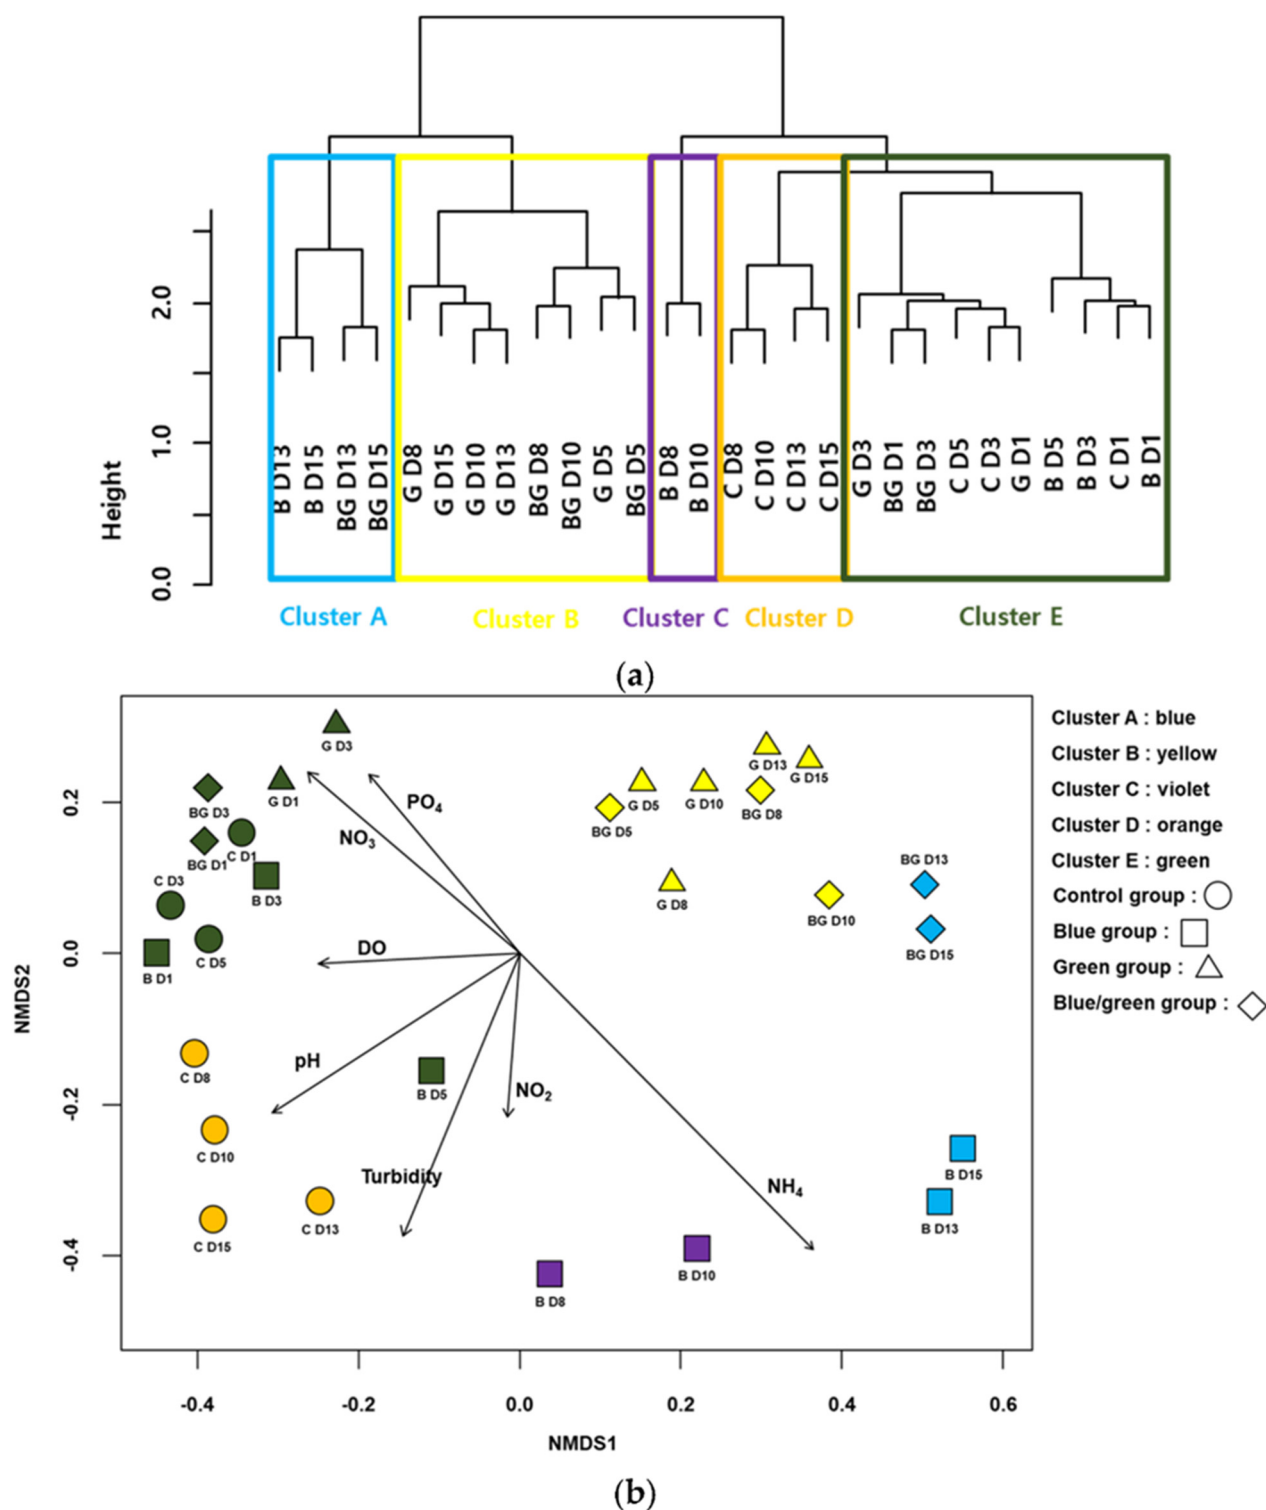 Height
0.0
1.0
2.0
B D13
B D15
BG D13
BG D15
G D8
G D15
G D10
G D13
BG D8
BG D10
G D5
BG D5
B D8
B D10
C D8
C D10
C D13
C D15
G D3
BG D1
BG D3
C D5
C D3
G D1
B D5
B D3
C D1
B D1
Cluster A
Cluster B
Cluster C
Cluster D
Cluster E
(a)
NMDS2
0.2
0.0
-0.2
-0.4
G D3
G D1
BG D3
BG D1
C D1
C D3
B D3
B D1
C D5
PO4
NO3
DO
pH
Turbidity
NO2
NH4
C D8
C D10
C D15
C D13
B D5
B D8
B D10
BG D5
G D5
G D10
G D13
G D15
BG D8
G D8
BG D10
BG D13
BG D15
B D15
B D13
-0.4
-0.2
0.0
0.2
0.4
0.6
NMDS1
Cluster A : blue
Cluster B : yellow
Cluster C : violet
Cluster D : orange
Cluster E : green
Control group :
Blue group :
Green group :
Blue/green group :
(b)